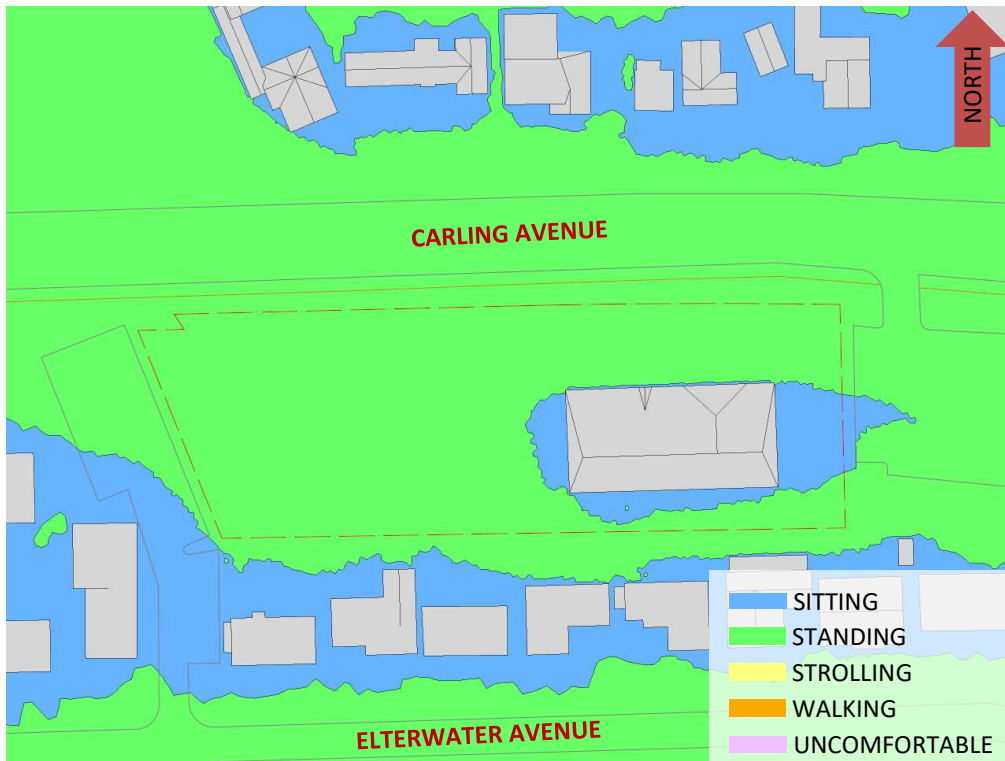 NORTH
CARLING AVENUE
SITTING
STANDING
STROLLING
WALKING
UNCOMFORTABLE
ELTERWATER AVENUE